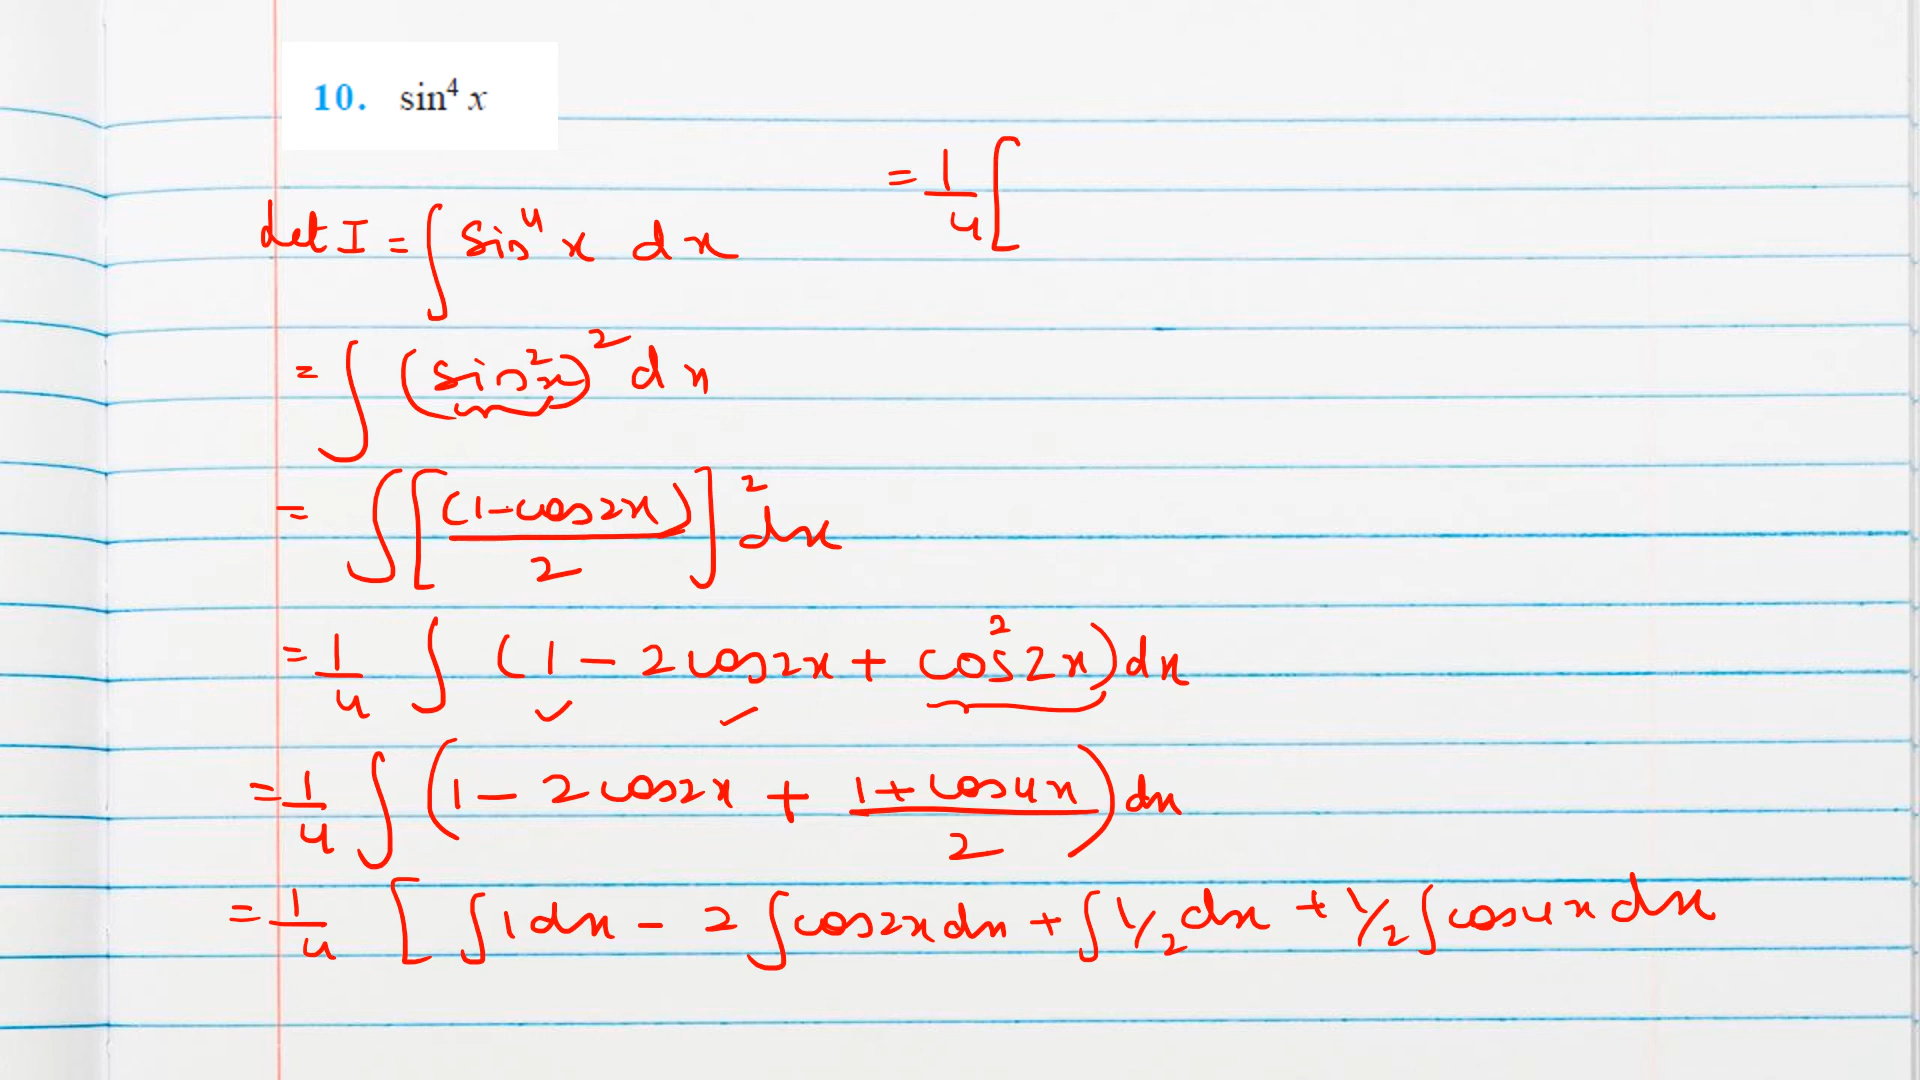 10. sin⁴ x
Let I = ∫ sin⁴ x dx
= ∫ (sin²x)² dx
= ∫ [(1-cos2x)/2]² dx
= 1/4 ∫ (1 - 2cos2x + cos²2x) dx
= 1/4 ∫ (1 - 2cos2x + (1+cos4x)/2) dx
= 1/4 [ ∫1dx - 2 ∫cos2xdx + ∫1/2 dx + 1/2 ∫cos4x dx
= 1/4 [